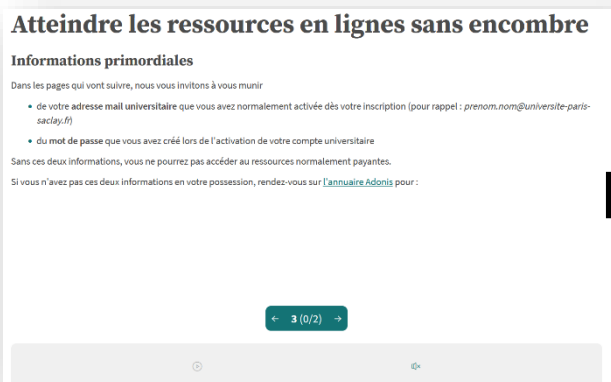 Atteindre les ressources en lignes sans encombre
Informations primordiales
Dans les pages qui vont suivre, nous vous invitons à vous munir
• de votre adresse mail universitaire que vous avez normalement activée dès votre inscription (pour rappel : prenom.nom@universite-paris-
saclay.fr)
• du mot de passe que vous avez créé lors de l'activation de votre compte universitaire
Sans ces deux informations, vous ne pourrez pas accéder au ressources normalement payantes.
Si vous n'avez pas ces deux informations en votre possession, rendez-vous sur l'annuaire Adonis pour :
← 3 (0/2) →